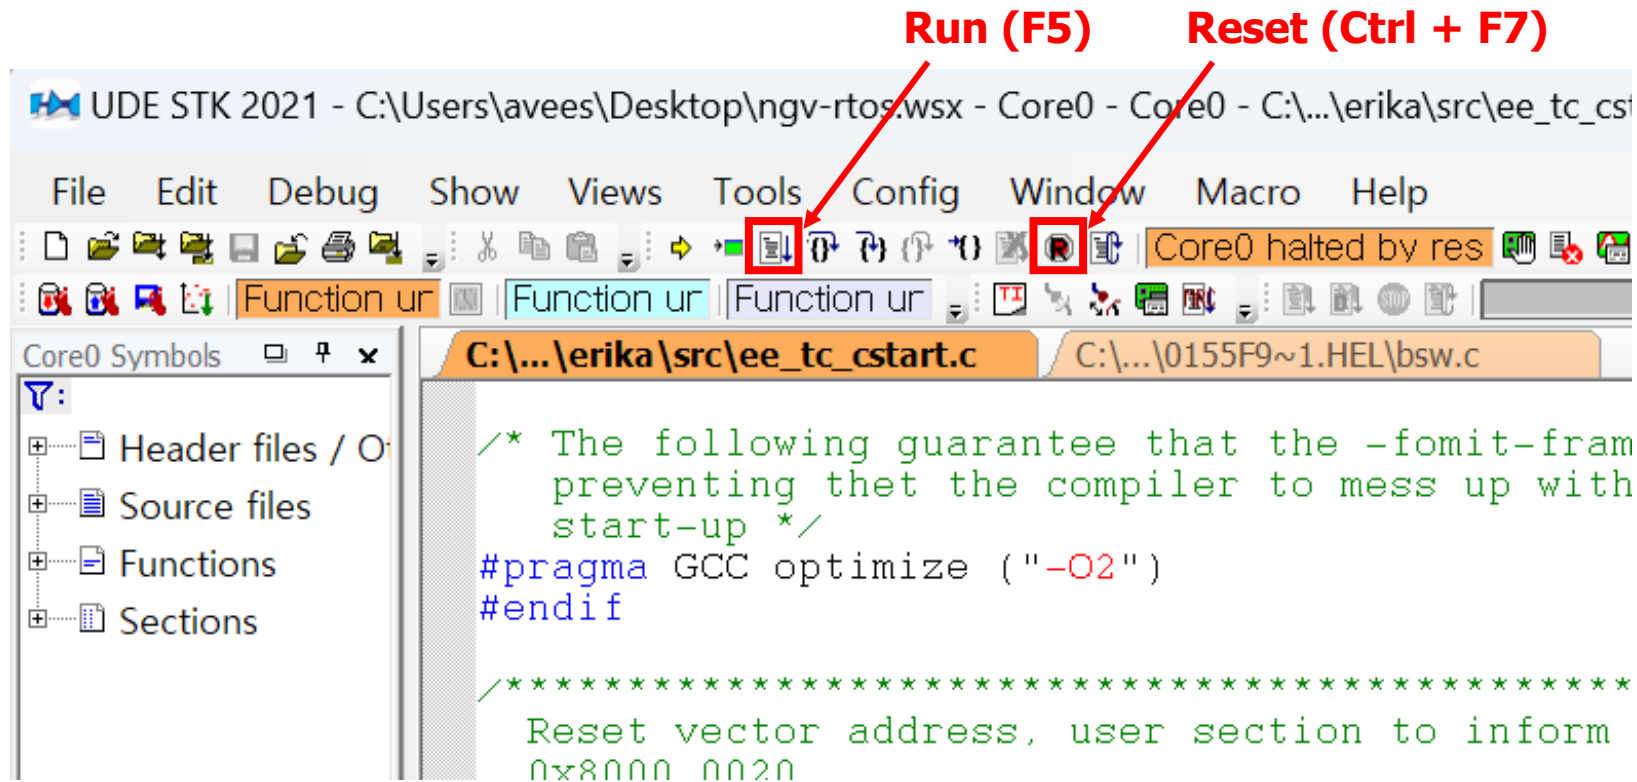 Run (F5) Reset (Ctrl + F7)
UDE STK 2021 - C:\Users\avees\Desktop\ngv-rtos.wsx - Core0 - Core0 - C:\...\erika\src\ee_tc_cst
File Edit Debug Show Views Tools Config Window Macro Help
Core0 halted by res
Function ur Function ur Function ur
Core0 Symbols
C:\...\erika\src\ee_tc_cstart.c C:\...\0155F9~1.HEL\bsw.c
Header files / Ot
Source files
Functions
Sections
/* The following guarantee that the -fomit-fram
preventing thet the compiler to mess up with
start-up */
#pragma GCC optimize ("-O2")
#endif
/**********************************************
Reset vector address, user section to inform
0x8000 0020